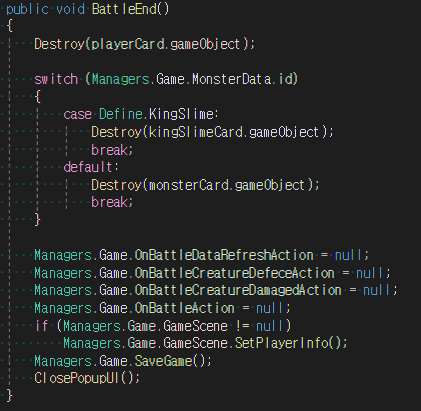 public void BattleEnd()
{
    Destroy(playerCard.gameObject);

    switch (Managers.Game.MonsterData.id)
    {
        case Define.KingSlime:
            Destroy(kingSlimeCard.gameObject);
            break;
        default:
            Destroy(monsterCard.gameObject);
            break;
    }

    Managers.Game.OnBattleDataRefreshAction = null;
    Managers.Game.OnBattleCreatureDefeceAction = null;
    Managers.Game.OnBattleCreatureDamagedAction = null;
    Managers.Game.OnBattleAction = null;
    if (Managers.Game.GameScene != null)
        Managers.Game.GameScene.SetPlayerInfo();
    Managers.Game.SaveGame();
    ClosePopupUI();
}